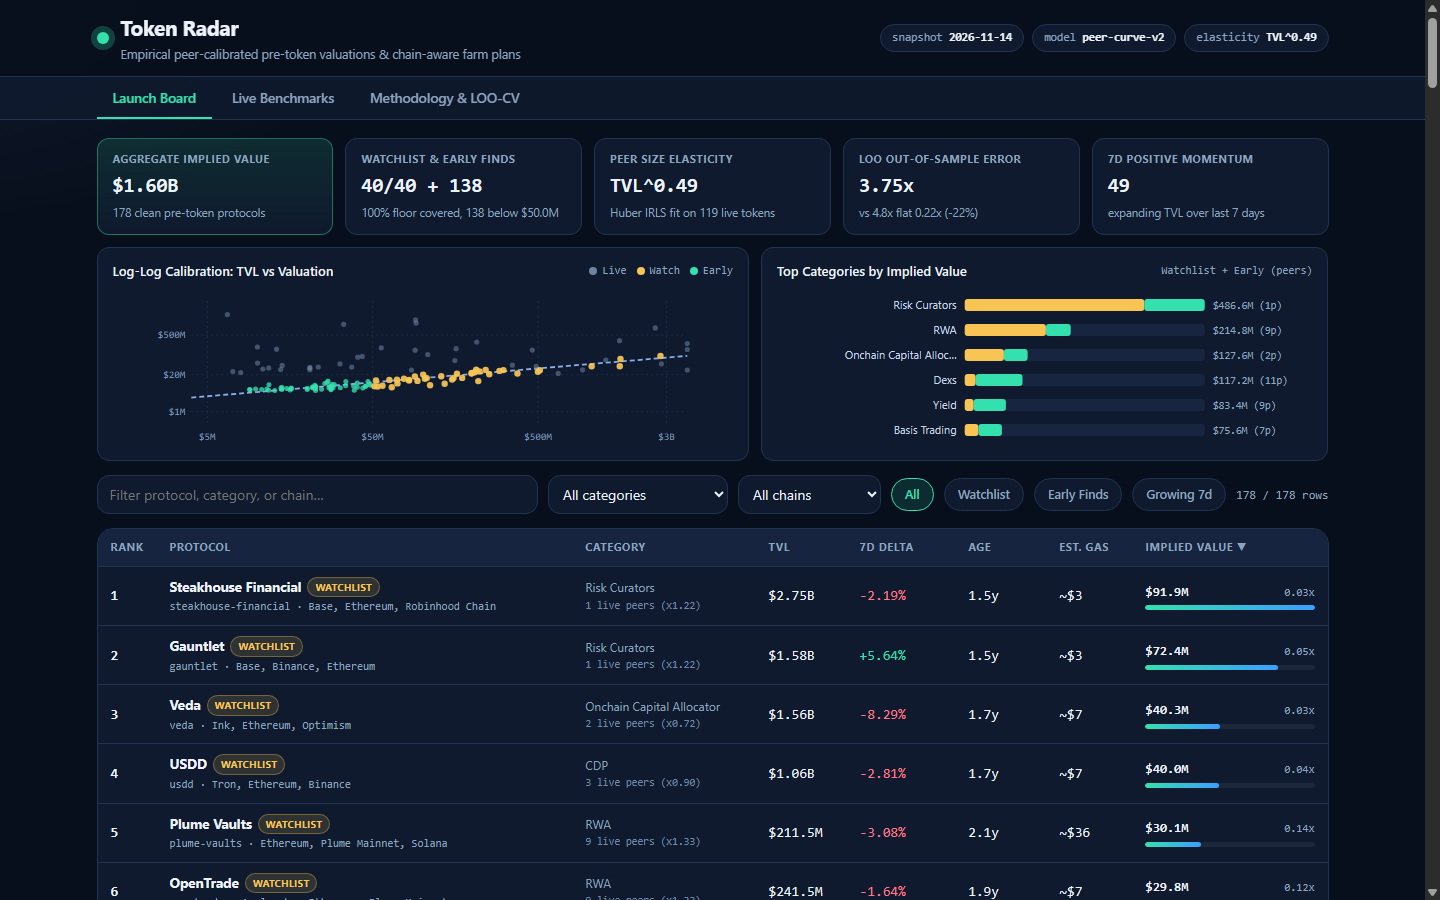 Token Radar
Empirical peer-calibrated pre-token valuations & chain-aware farm plans
snapshot 2026-11-14
model peer-curve-v2
elasticity TVL^0.49
Launch Board
Live Benchmarks
Methodology & LOO-CV
AGGREGATE IMPLIED VALUE
$1.60B
178 clean pre-token protocols
WATCHLIST & EARLY FINDS
40/40 + 138
100% floor covered, 138 below $50.0M
PEER SIZE ELASTICITY
TVL^0.49
Huber IRLS fit on 119 live tokens
LOO OUT-OF-SAMPLE ERROR
3.75x
vs 4.8x flat 0.22x (-22%)
7D POSITIVE MOMENTUM
49
expanding TVL over last 7 days
Log-Log Calibration: TVL vs Valuation
Live
Watch
Early
$500M
$20M
$1M
$5M
$50M
$500M
$3B
Top Categories by Implied Value
Watchlist + Early (peers)
Risk Curators
$486.6M (1p)
RWA
$214.8M (9p)
Onchain Capital Alloc...
$127.6M (2p)
Dexs
$117.2M (11p)
Yield
$83.4M (9p)
Basis Trading
$75.6M (7p)
Filter protocol, category, or chain...
All categories
All chains
All
Watchlist
Early Finds
Growing 7d
178 / 178 rows
RANK
PROTOCOL
CATEGORY
TVL
7D DELTA
AGE
EST. GAS
IMPLIED VALUE ▼
1
Steakhouse Financial WATCHLIST
steakhouse-financial · Base, Ethereum, Robinhood Chain
Risk Curators
1 live peers (x1.22)
$2.75B
-2.19%
1.5y
~$3
$91.9M
0.03x
2
Gauntlet WATCHLIST
gauntlet · Base, Binance, Ethereum
Risk Curators
1 live peers (x1.22)
$1.58B
+5.64%
1.5y
~$3
$72.4M
0.05x
3
Veda WATCHLIST
veda · Ink, Ethereum, Optimism
Onchain Capital Allocator
2 live peers (x0.72)
$1.56B
-8.29%
1.7y
~$7
$40.3M
0.03x
4
USDD WATCHLIST
usdd · Tron, Ethereum, Binance
CDP
3 live peers (x0.90)
$1.06B
-2.81%
1.7y
~$7
$40.0M
0.04x
5
Plume Vaults WATCHLIST
plume-vaults · Ethereum, Plume Mainnet, Solana
RWA
9 live peers (x1.33)
$211.5M
-3.08%
2.1y
~$36
$30.1M
0.14x
6
OpenTrade WATCHLIST
RWA
$241.5M
-1.64%
1.9y
~$7
$29.8M
0.12x